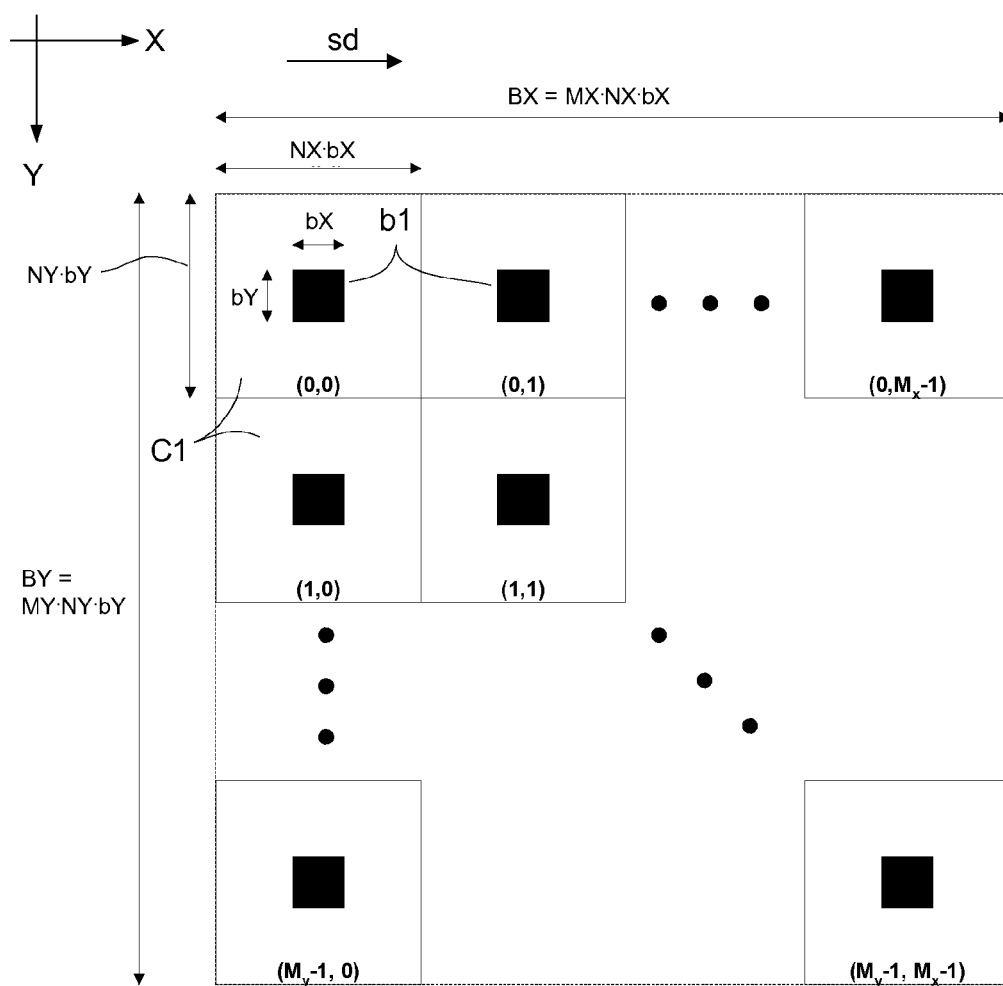 X
sd
BX = MX·NX·bX
Y
NX·bX
bX
b1
NY·bY
bY
(0,0)
(0,1)
(0,Mx-1)
C1
(1,0)
(1,1)
BY =
MY·NY·bY
(My-1, 0)
(My-1, Mx-1)